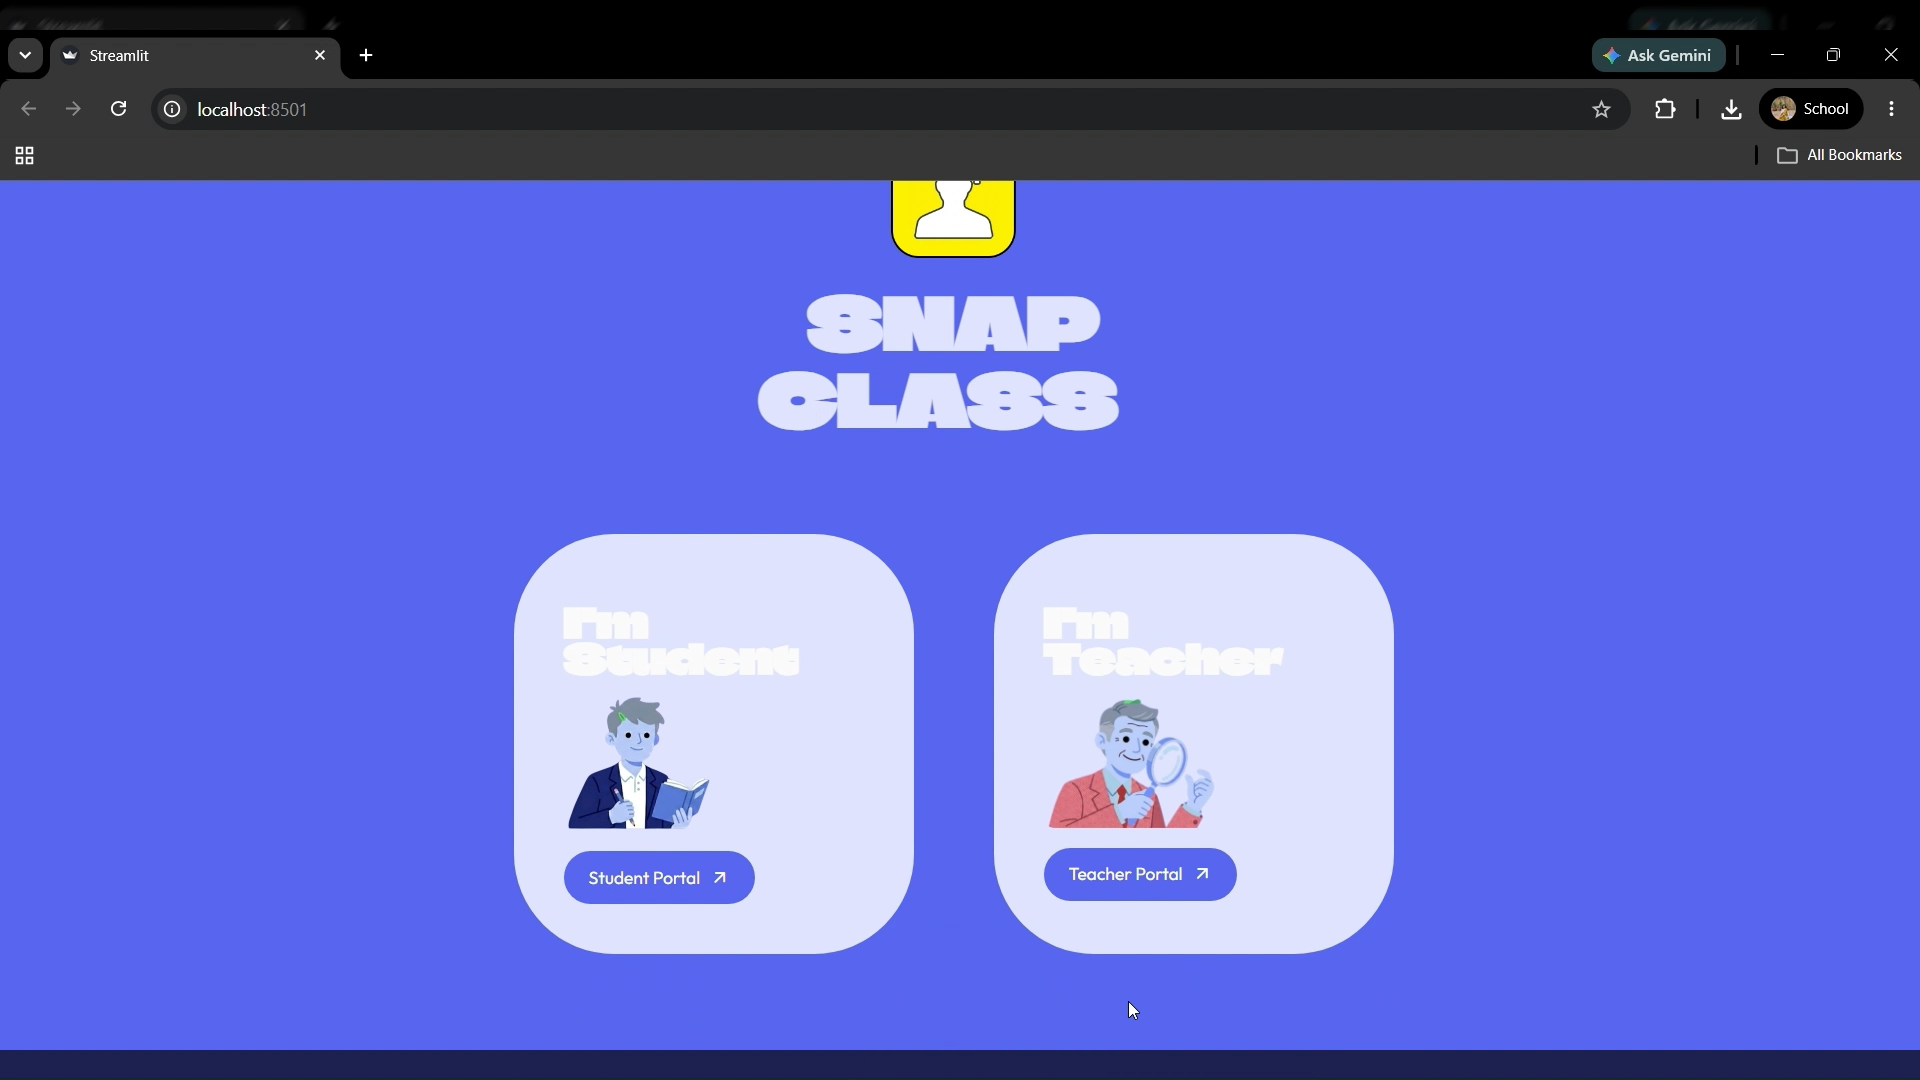 Streamlit
Ask Gemini
localhost:8501
School
All Bookmarks
SNAP
CLASS
I'm
Student
I'm
Teacher
Student Portal
Teacher Portal